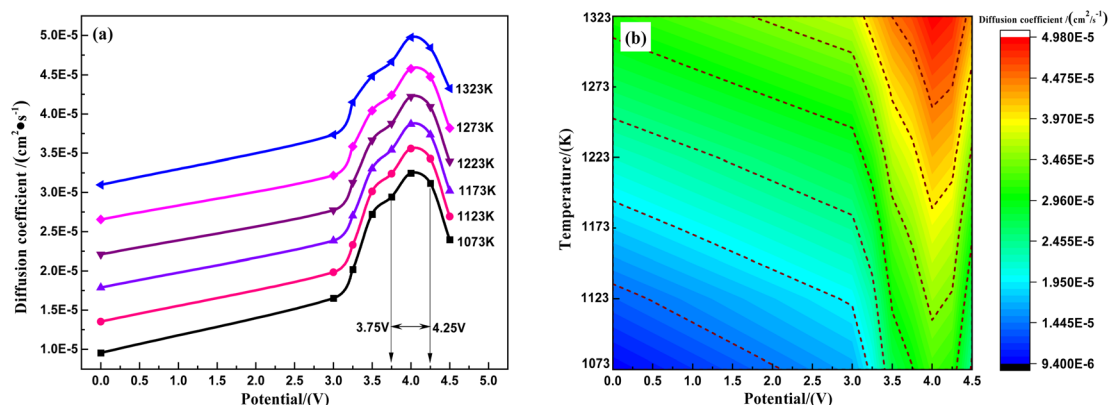 (a)
Diffusion coefficient /(cm²●s⁻¹)
5.0E-5
4.5E-5
4.0E-5
3.5E-5
3.0E-5
2.5E-5
2.0E-5
1.5E-5
1.0E-5
1323K
1273K
1223K
1173K
1123K
1073K
3.75V
4.25V
0.0 0.5 1.0 1.5 2.0 2.5 3.0 3.5 4.0 4.5 5.0
Potential/(V)
(b)
Temperature/(K)
1323
1273
1223
1173
1123
1073
0.0 0.5 1.0 1.5 2.0 2.5 3.0 3.5 4.0 4.5
Potential/(V)
Diffusion coefficient /(cm²/s⁻¹)
4.980E-5
4.475E-5
3.970E-5
3.465E-5
2.960E-5
2.455E-5
1.950E-5
1.445E-5
9.400E-6